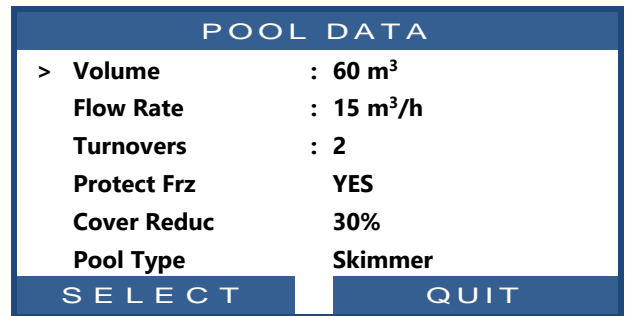 POOL DATA
> Volume : 60 m³
Flow Rate : 15 m³/h
Turnovers : 2
Protect Frz YES
Cover Reduc 30%
Pool Type Skimmer
SELECT QUIT